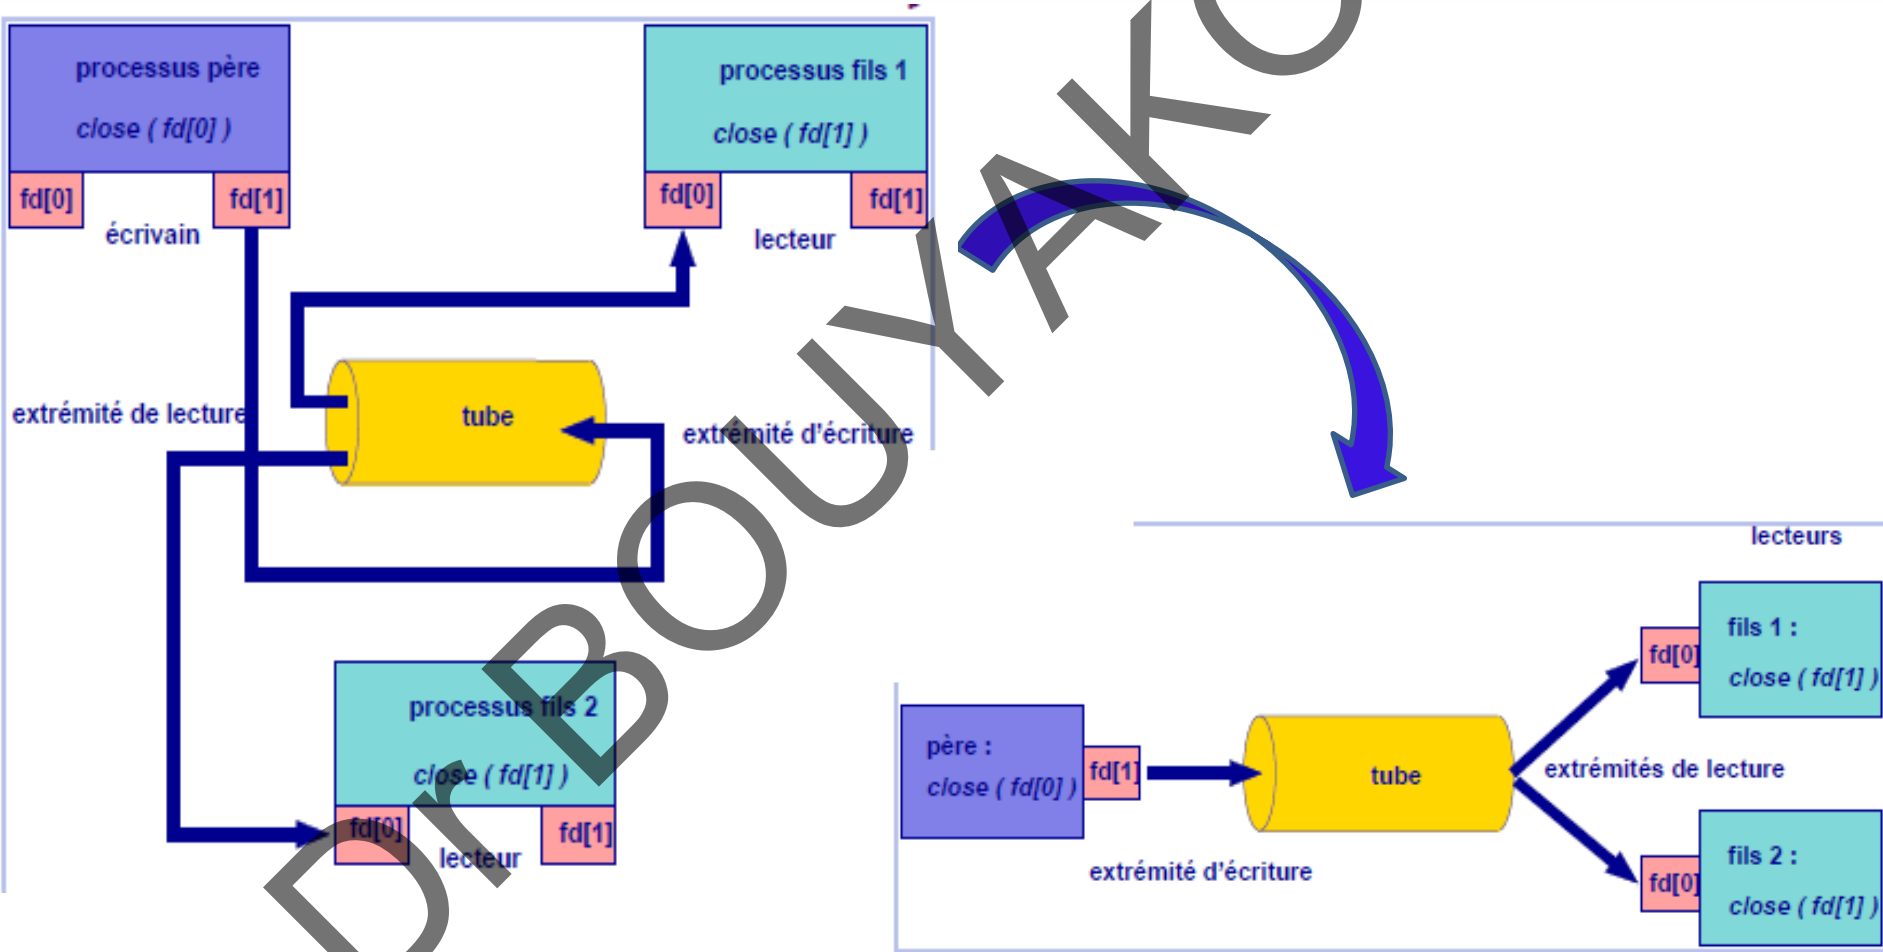 processus père
close ( fd[0] )
fd[0]
fd[1]
écrivain
processus fils 1
close ( fd[1] )
fd[0]
fd[1]
lecteur
extrémité de lecture
tube
extrémité d'écriture
processus fils 2
close ( fd[1] )
fd[0]
fd[1]
lecteur
lecteurs
père :
close ( fd[0] )
fd[1]
extrémité d'écriture
tube
extrémités de lecture
fils 1 :
close ( fd[1] )
fd[0]
fils 2 :
close ( fd[1] )
fd[0]
Dr BOUYAKO